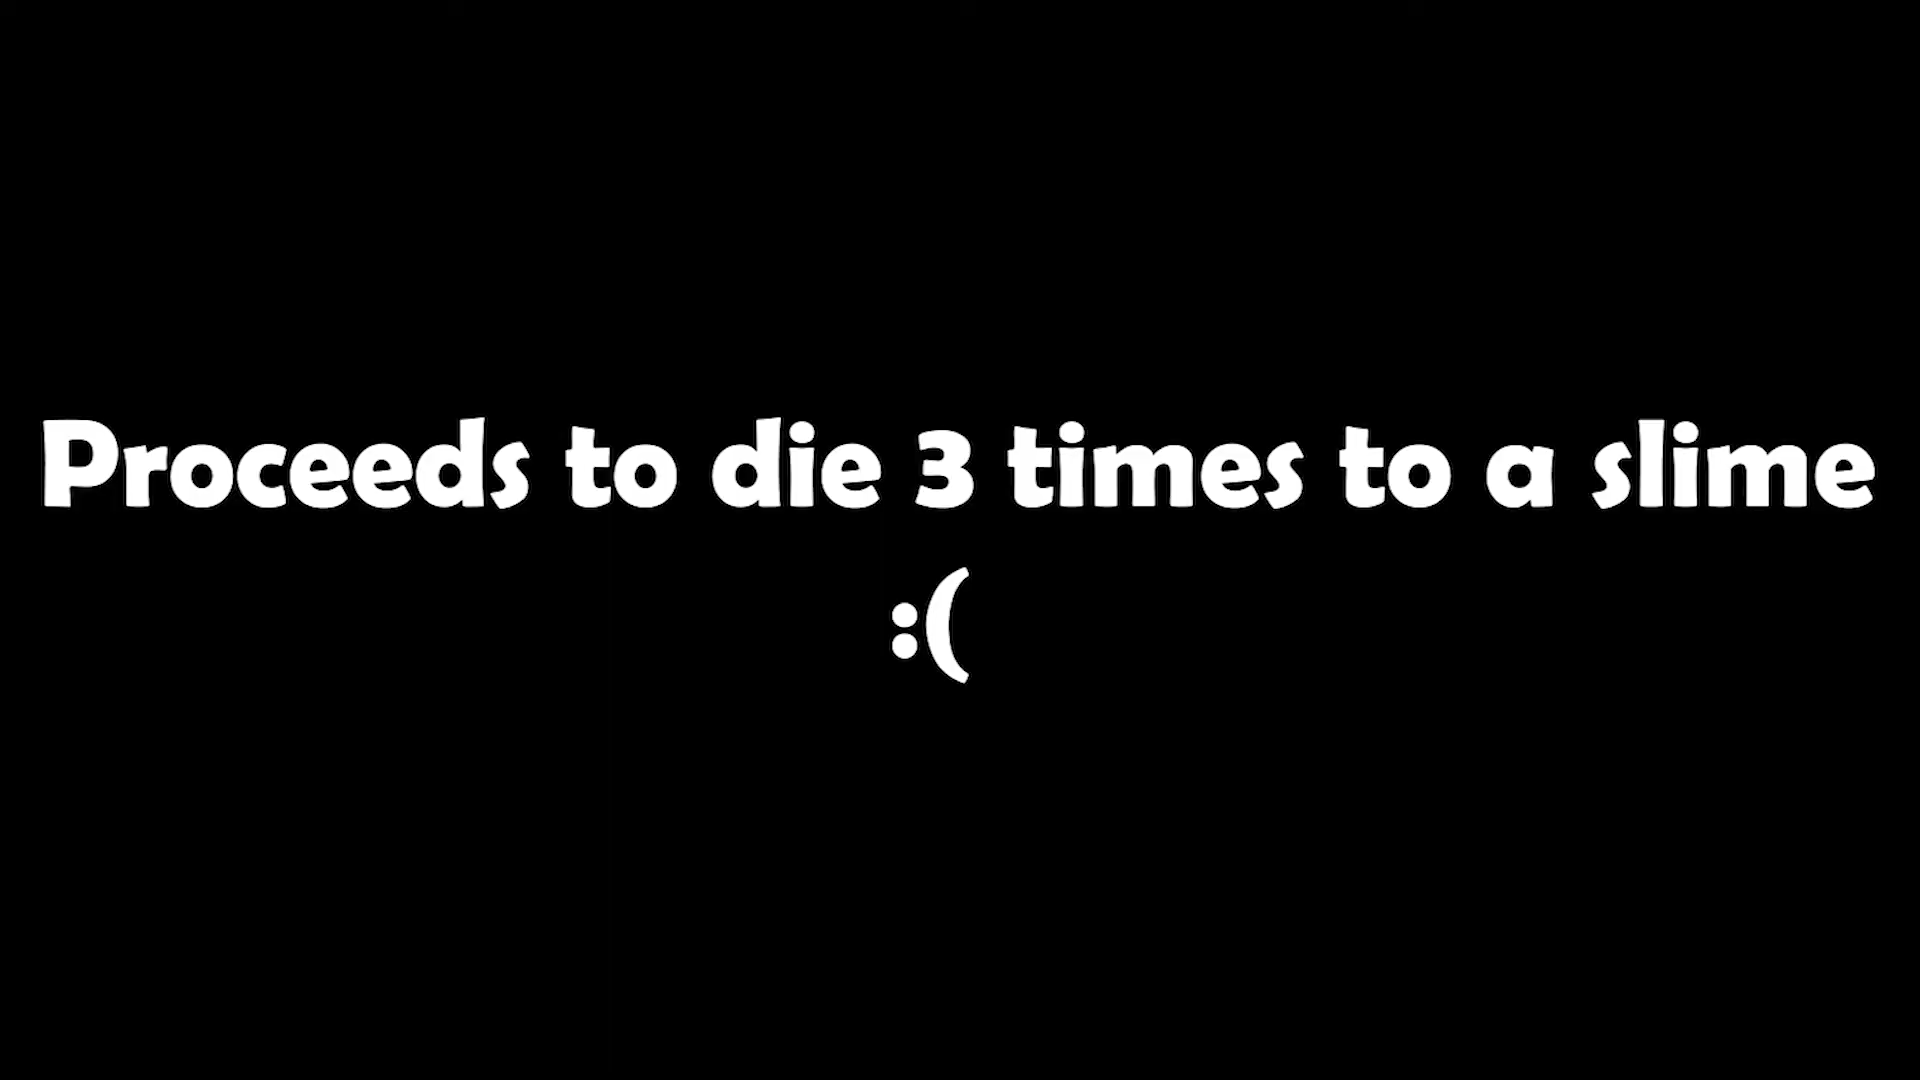 Proceeds to die 3 times to a slime
:(